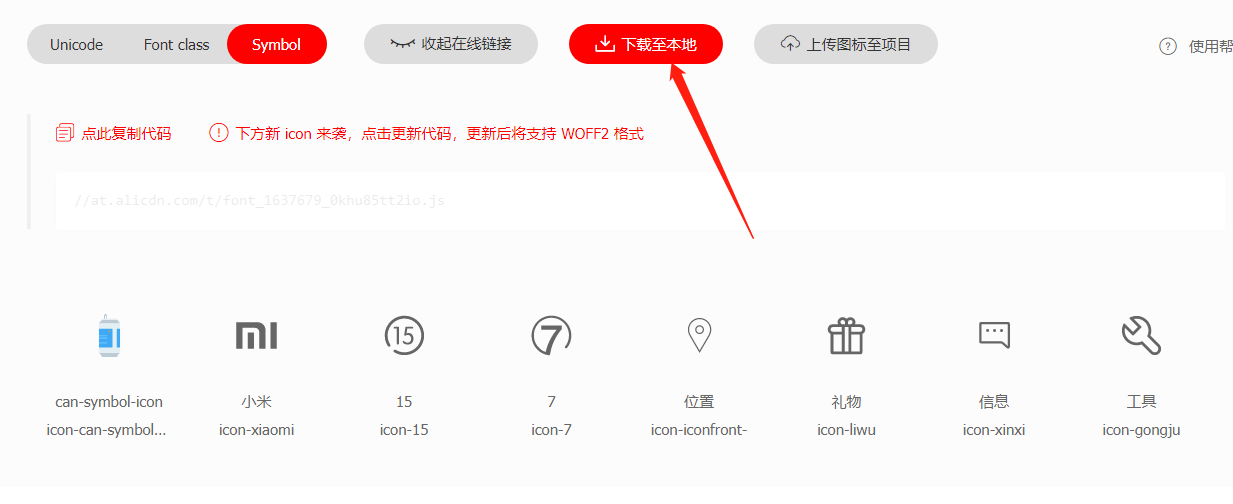 Unicode Font class Symbol 收起在线链接 下载至本地 上传图标至项目 使用帮
点此复制代码 下方新 icon 来袭，点击更新代码，更新后将支持 WOFF2 格式
//at.alicdn.com/t/font_1637679_0khu85tt2io.js
15 7
can-symbol-icon 小米 15 7 位置 礼物 信息 工具
icon-can-symbol... icon-xiaomi icon-15 icon-7 icon-iconfront- icon-liwu icon-xinxi icon-gongju